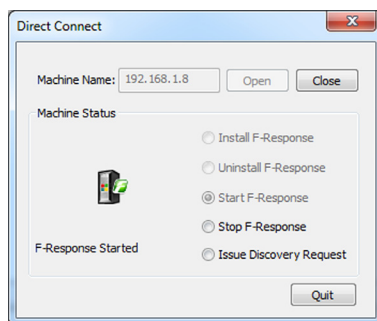 Direct Connect
Machine Name: 192.168.1.8 Open Close
Machine Status
Install F-Response
Uninstall F-Response
Start F-Response
Stop F-Response
F-Response Started
Issue Discovery Request
Quit